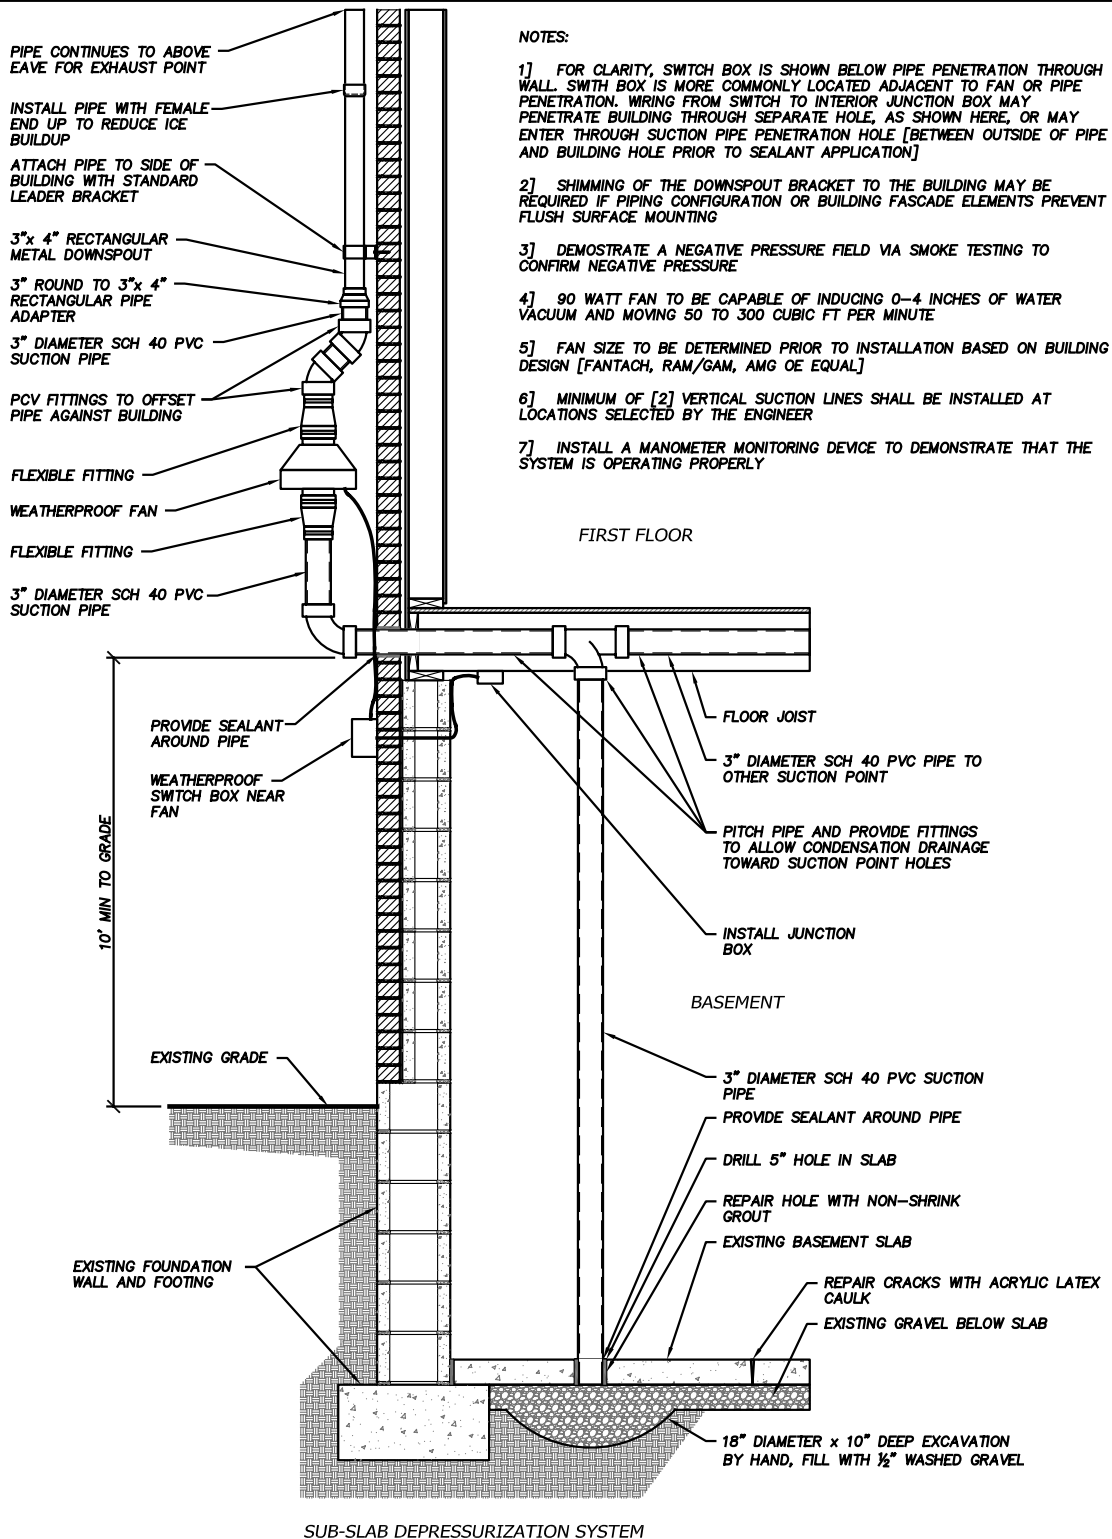 PIPE CONTINUES TO ABOVE
EAVE FOR EXHAUST POINT
INSTALL PIPE WITH FEMALE
END UP TO REDUCE ICE
BUILDUP
ATTACH PIPE TO SIDE OF
BUILDING WITH STANDARD
LEADER BRACKET
3"x 4" RECTANGULAR
METAL DOWNSPOUT
3" ROUND TO 3"x 4"
RECTANGULAR PIPE
ADAPTER
3" DIAMETER SCH 40 PVC
SUCTION PIPE
PCV FITTINGS TO OFFSET
PIPE AGAINST BUILDING
FLEXIBLE FITTING
WEATHERPROOF FAN
FLEXIBLE FITTING
3" DIAMETER SCH 40 PVC
SUCTION PIPE
NOTES:
1] FOR CLARITY, SWITCH BOX IS SHOWN BELOW PIPE PENETRATION THROUGH
WALL. SWITH BOX IS MORE COMMONLY LOCATED ADJACENT TO FAN OR PIPE
PENETRATION. WIRING FROM SWITCH TO INTERIOR JUNCTION BOX MAY
PENETRATE BUILDING THROUGH SEPARATE HOLE, AS SHOWN HERE, OR MAY
ENTER THROUGH SUCTION PIPE PENETRATION HOLE [BETWEEN OUTSIDE OF PIPE
AND BUILDING HOLE PRIOR TO SEALANT APPLICATION]
2] SHIMMING OF THE DOWNSPOUT BRACKET TO THE BUILDING MAY BE
REQUIRED IF PIPING CONFIGURATION OR BUILDING FASCADE ELEMENTS PREVENT
FLUSH SURFACE MOUNTING
3] DEMOSTRATE A NEGATIVE PRESSURE FIELD VIA SMOKE TESTING TO
CONFIRM NEGATIVE PRESSURE
4] 90 WATT FAN TO BE CAPABLE OF INDUCING 0-4 INCHES OF WATER
VACUUM AND MOVING 50 TO 300 CUBIC FT PER MINUTE
5] FAN SIZE TO BE DETERMINED PRIOR TO INSTALLATION BASED ON BUILDING
DESIGN [FANTACH, RAM/GAM, AMG OE EQUAL]
6] MINIMUM OF [2] VERTICAL SUCTION LINES SHALL BE INSTALLED AT
LOCATIONS SELECTED BY THE ENGINEER
7] INSTALL A MANOMETER MONITORING DEVICE TO DEMONSTRATE THAT THE
SYSTEM IS OPERATING PROPERLY
FIRST FLOOR
PROVIDE SEALANT
AROUND PIPE
WEATHERPROOF
SWITCH BOX NEAR
FAN
10' MIN TO GRADE
FLOOR JOIST
3" DIAMETER SCH 40 PVC PIPE TO
OTHER SUCTION POINT
PITCH PIPE AND PROVIDE FITTINGS
TO ALLOW CONDENSATION DRAINAGE
TOWARD SUCTION POINT HOLES
INSTALL JUNCTION
BOX
BASEMENT
EXISTING GRADE
3" DIAMETER SCH 40 PVC SUCTION
PIPE
PROVIDE SEALANT AROUND PIPE
DRILL 5" HOLE IN SLAB
REPAIR HOLE WITH NON-SHRINK
GROUT
EXISTING BASEMENT SLAB
EXISTING FOUNDATION
WALL AND FOOTING
REPAIR CRACKS WITH ACRYLIC LATEX
CAULK
EXISTING GRAVEL BELOW SLAB
18" DIAMETER x 10" DEEP EXCAVATION
BY HAND, FILL WITH ½" WASHED GRAVEL
SUB-SLAB DEPRESSURIZATION SYSTEM